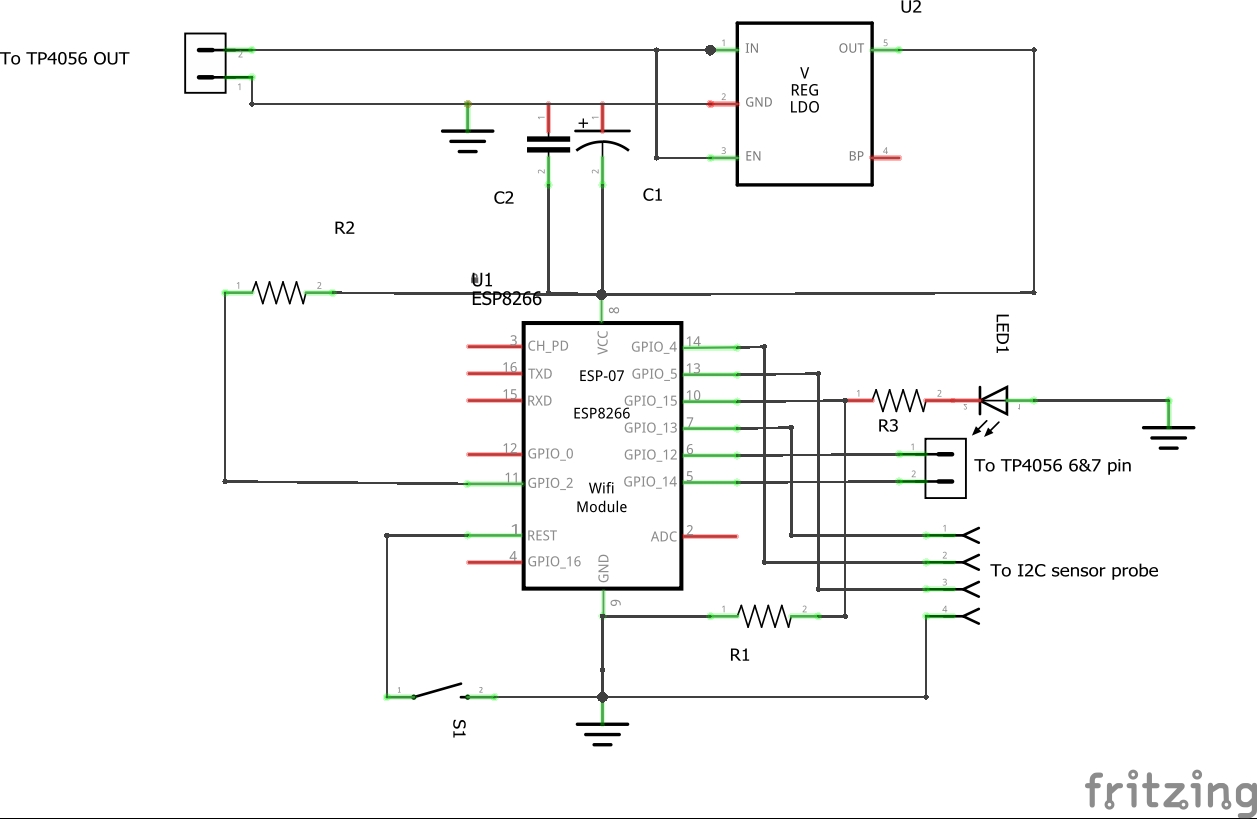 U2
To TP4056 OUT
2
1
1
IN
OUT
5
V
REG
LDO
2
GND
3
EN
BP
4
+
1
1
2
2
C2
C1
R2
1
2
U1
ESP8266
8
VCC
LED1
3
CH_PD
GPIO_4
14
16
TXD
ESP-07
GPIO_5
13
15
RXD
GPIO_15
10
ESP8266
GPIO_13
7
12
GPIO_0
GPIO_12
6
11
GPIO_2
Wifi
Module
GPIO_14
5
1
REST
ADC
2
4
GPIO_16
GND
9
1
2
R3
2
1
1
2
To TP4056 6&7 pin
1
2
3
4
To I2C sensor probe
1
2
R1
1
2
S1
fritzing